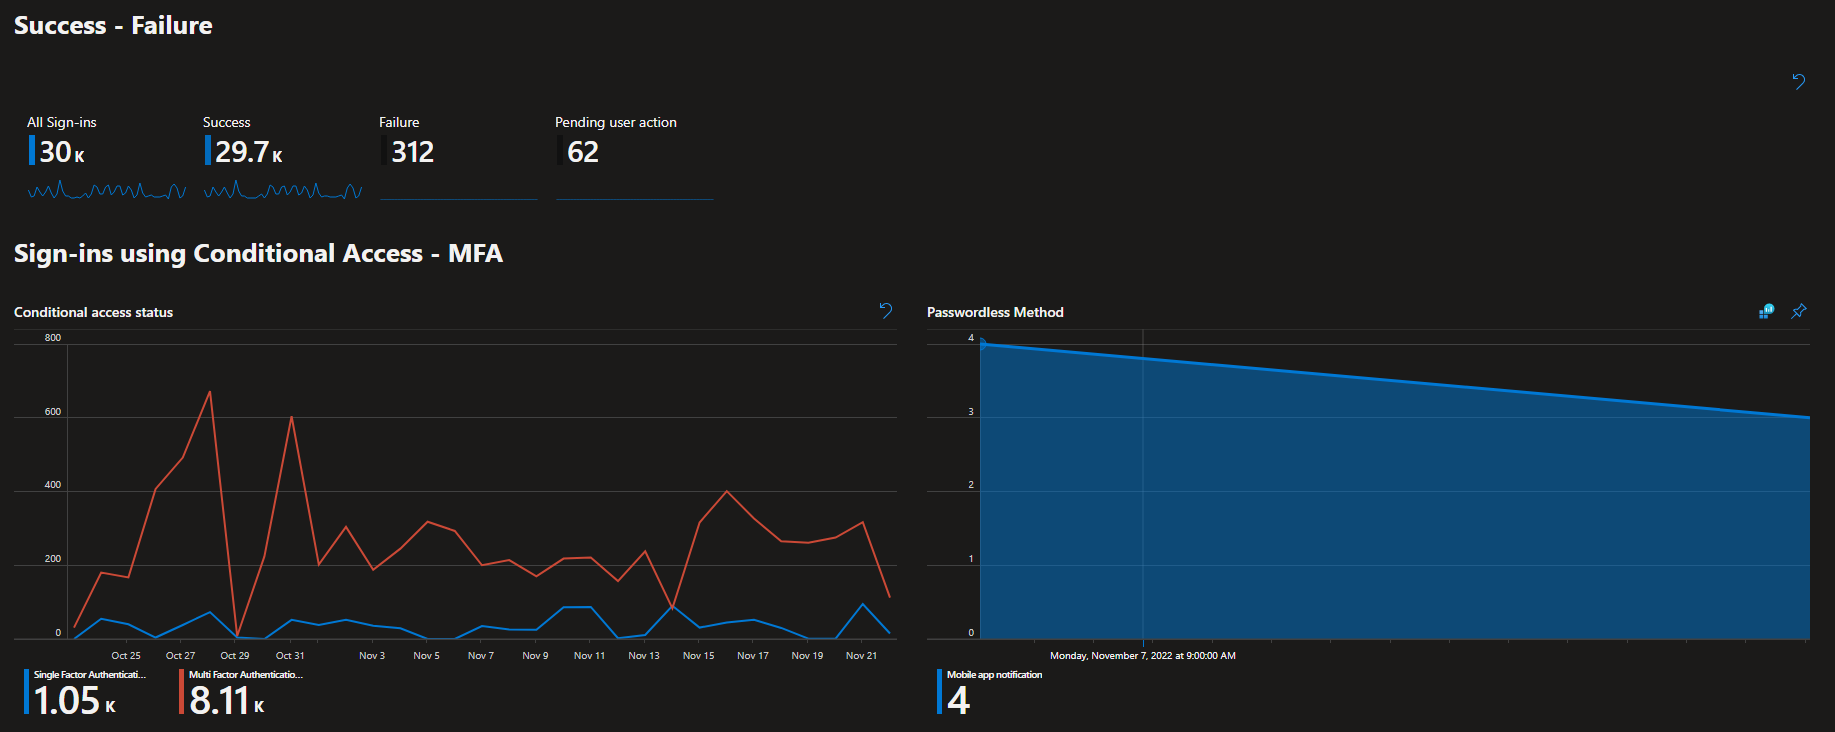 Success - Failure
All Sign-ins
30 K
Success
29.7 K
Failure
312
Pending user action
62
Sign-ins using Conditional Access - MFA
Conditional access status
800
600
400
200
0
Oct 25 Oct 27 Oct 29 Oct 31 Nov 3 Nov 5 Nov 7 Nov 9 Nov 11 Nov 13 Nov 15 Nov 17 Nov 19 Nov 21
Single Factor Authenticati...
1.05 K
Multi Factor Authenticatio...
8.11 K
Passwordless Method
4
3
2
1
0
Monday, November 7, 2022 at 9:00:00 AM
Mobile app notification
4